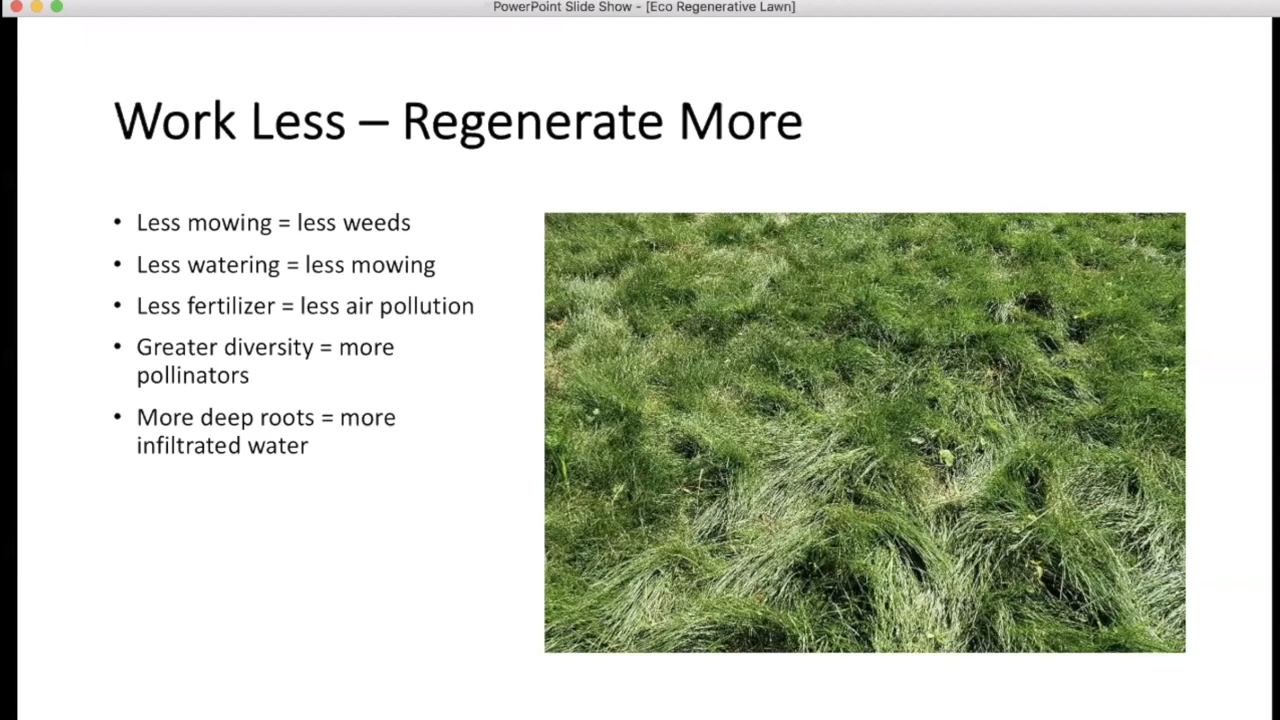 PowerPoint Slide Show - [Eco Regenerative Lawn]
Work Less – Regenerate More
• Less mowing = less weeds
• Less watering = less mowing
• Less fertilizer = less air pollution
• Greater diversity = more
pollinators
• More deep roots = more
infiltrated water